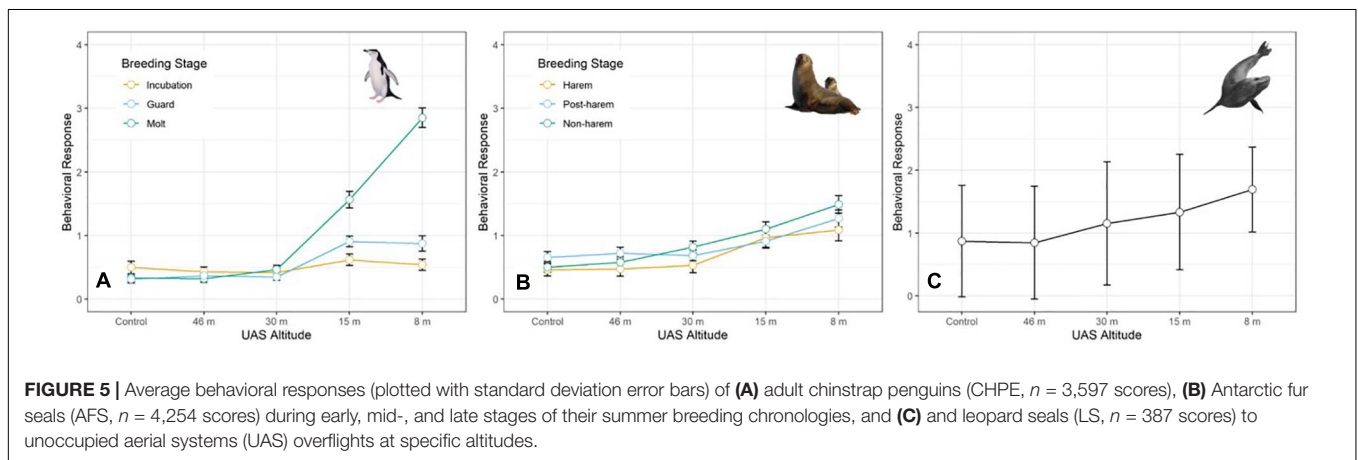 4
3
2
1
0
Behavioral Response
Breeding Stage
Incubation
Guard
Molt
A
Control 46 m 30 m 15 m 8 m
UAS Altitude
4
3
2
1
0
Behavioral Response
Breeding Stage
Harem
Post-harem
Non-harem
B
Control 46 m 30 m 15 m 8 m
UAS Altitude
4
3
2
1
0
Behavioral Response
C
Control 46 m 30 m 15 m 8 m
UAS Altitude
FIGURE 5 | Average behavioral responses (plotted with standard deviation error bars) of (A) adult chinstrap penguins (CHPE, n = 3,597 scores), (B) Antarctic fur
seals (AFS, n = 4,254 scores) during early, mid-, and late stages of their summer breeding chronologies, and (C) and leopard seals (LS, n = 387 scores) to
unoccupied aerial systems (UAS) overflights at specific altitudes.